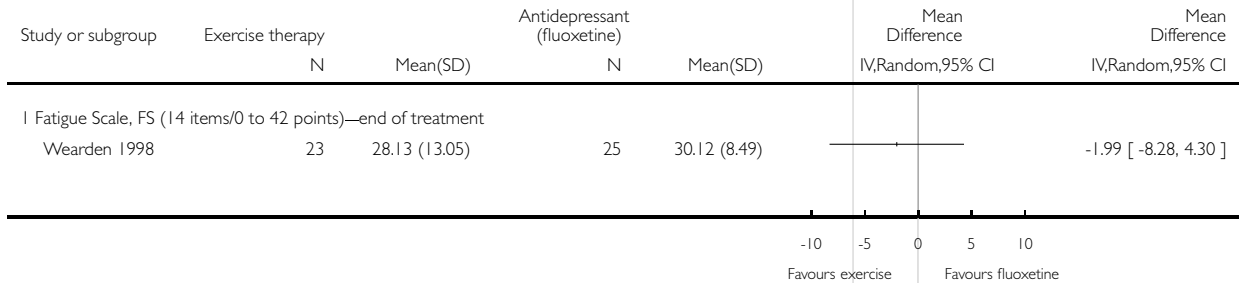 Study or subgroup Exercise therapy Antidepressant (fluoxetine) Mean Difference Mean Difference
N Mean(SD) N Mean(SD) IV,Random,95% CI IV,Random,95% CI
1 Fatigue Scale, FS (14 items/0 to 42 points)—end of treatment
Wearden 1998 23 28.13 (13.05) 25 30.12 (8.49) -1.99 [ -8.28, 4.30 ]
-10 -5 0 5 10
Favours exercise Favours fluoxetine